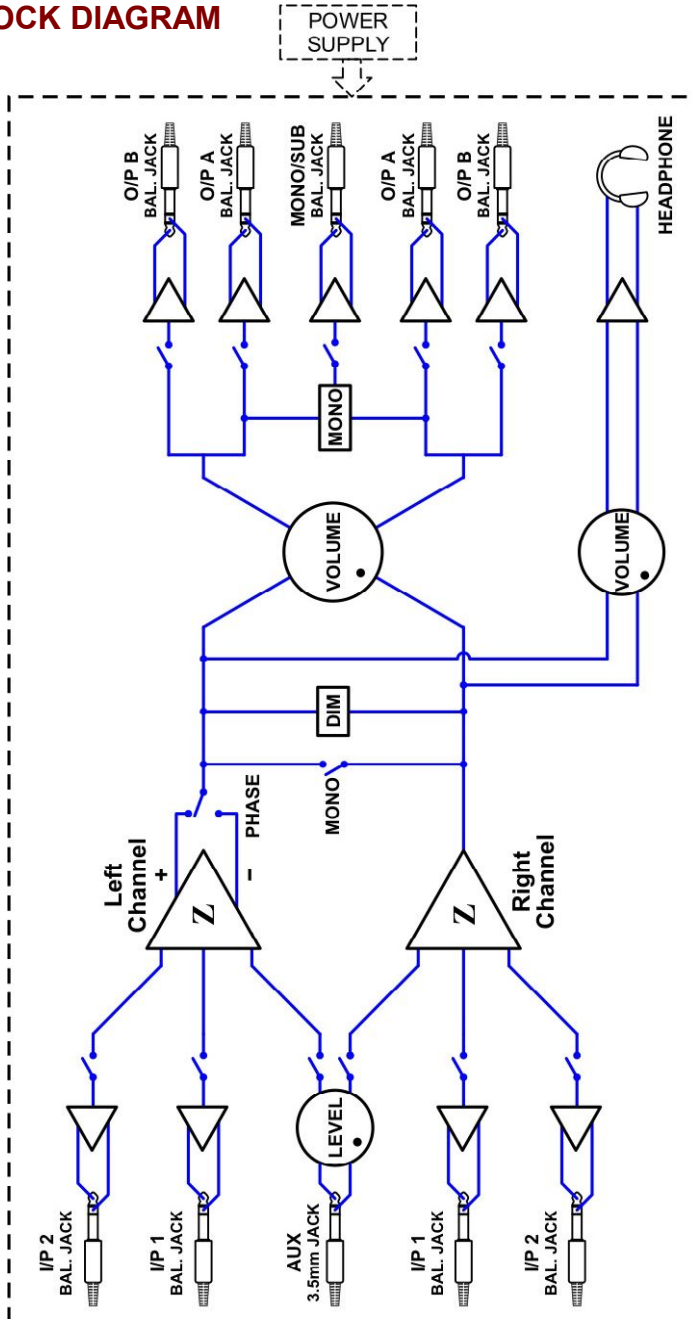 OCK DIAGRAM
POWER
SUPPLY
O/P B
BAL. JACK
O/P A
BAL. JACK
MONO/SUB
BAL. JACK
O/P A
BAL. JACK
O/P B
BAL. JACK
HEADPHONE
MONO
VOLUME
VOLUME
DIM
MONO
PHASE
Left
Channel
+
−
Z
Right
Channel
Z
LEVEL
I/P 2
BAL. JACK
I/P 1
BAL. JACK
AUX
3.5mm JACK
I/P 1
BAL. JACK
I/P 2
BAL. JACK